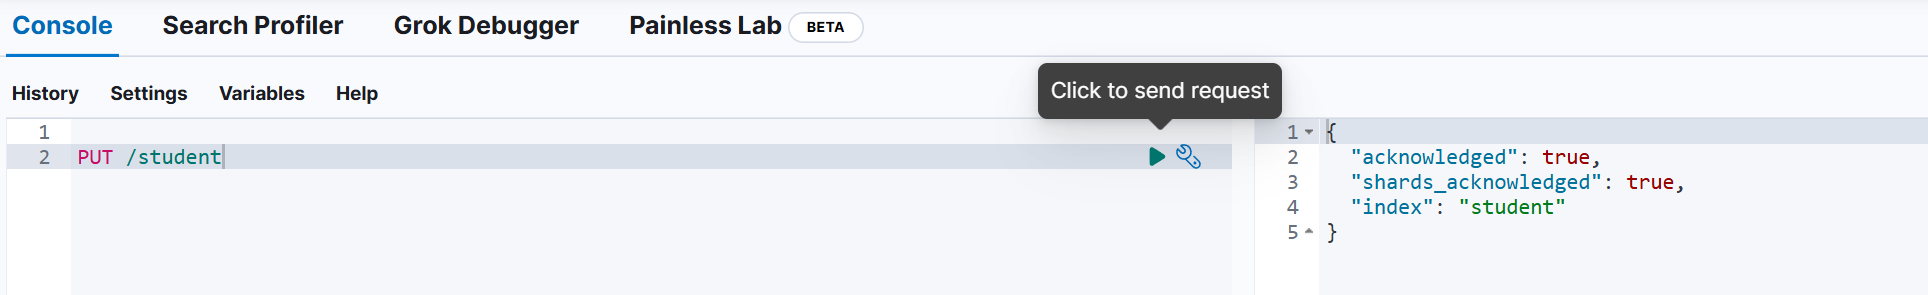 Console Search Profiler Grok Debugger Painless Lab BETA
History Settings Variables Help
Click to send request
1
2 PUT /student
1 {
2 "acknowledged": true,
3 "shards_acknowledged": true,
4 "index": "student"
5 }